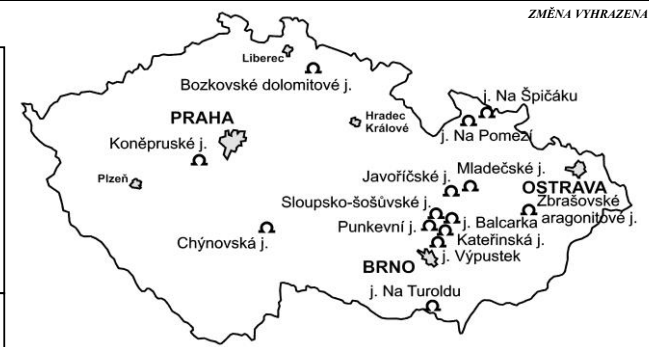 ZMĚNA VYHRAZENA
Liberec
Bozkovské dolomitové j.
PRAHA
Hradec
Králové
j. Na Špičáku
j. Na Pomezí
Koněpruské j.
Plzeň
Javoříčské j.
Mladečské j.
OSTRAVA
Sloupsko-šošůvské j.
Zbrašovské
aragonitové j.
Punkevní j.
j. Balcarka
Chýnovská j.
Kateřinská j.
j. Výpustek
BRNO
j. Na Turoldu